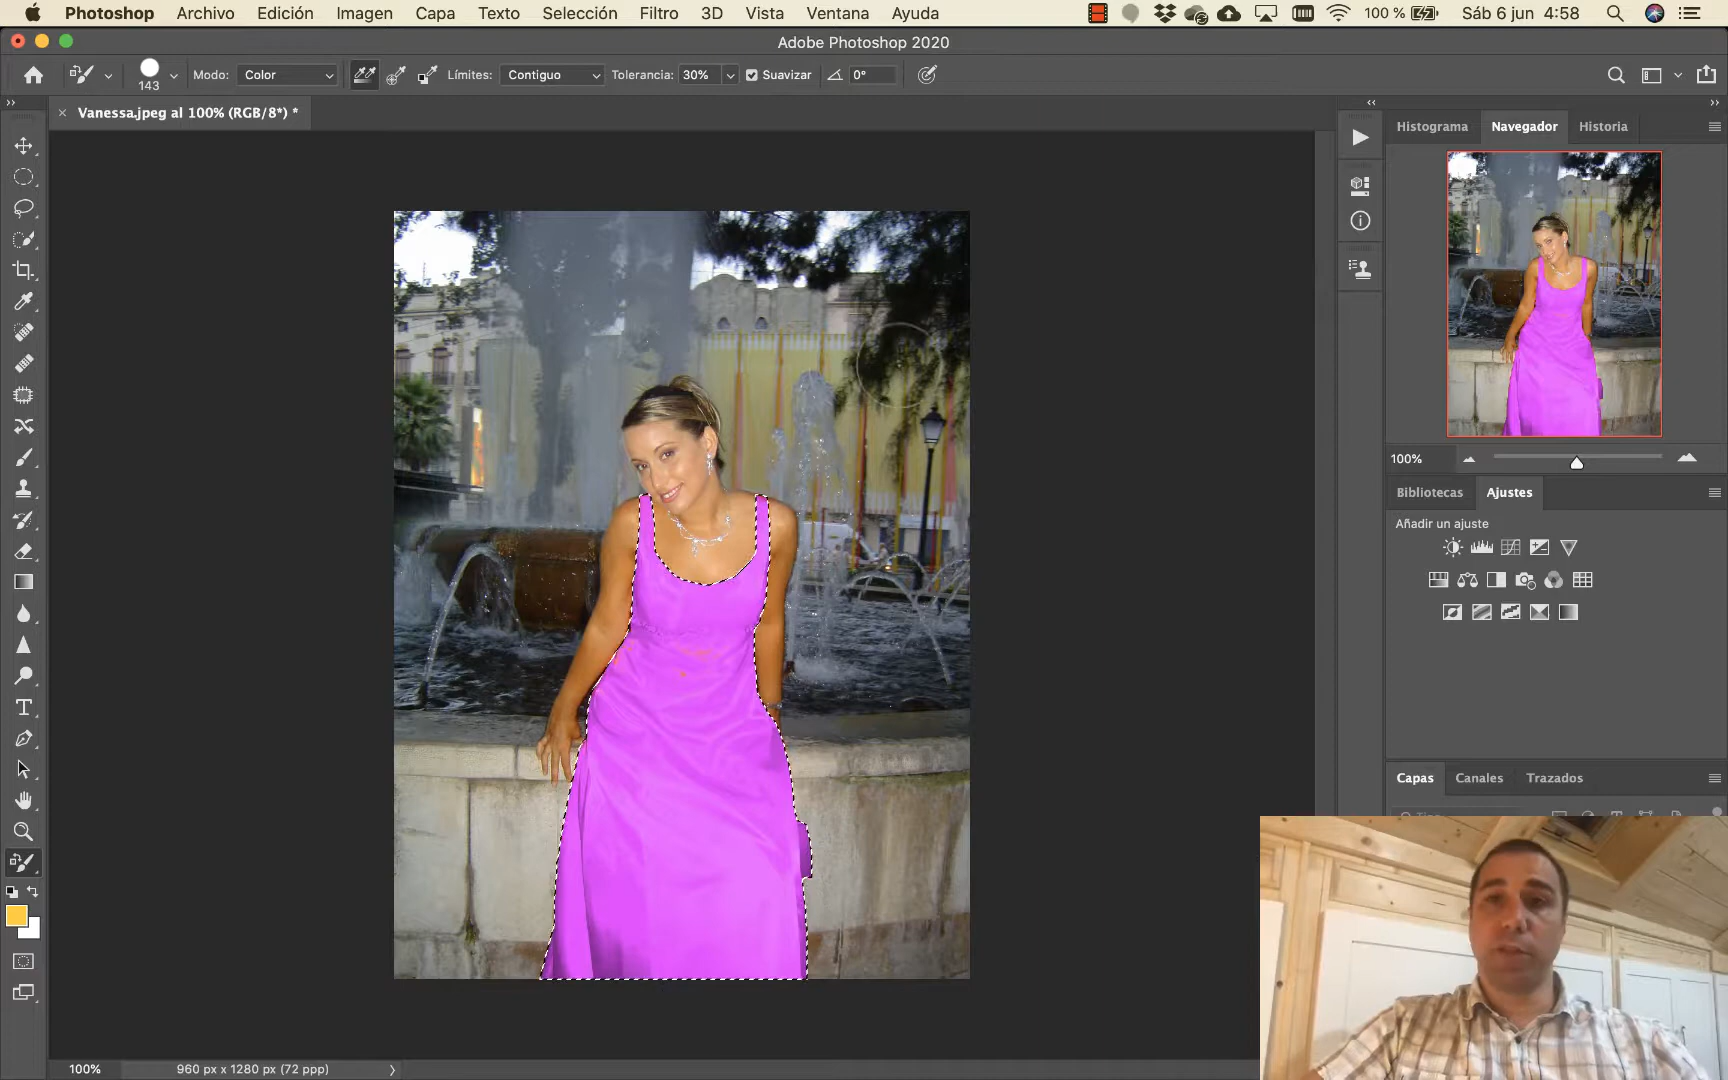 Photoshop Archivo Edición Imagen Capa Texto Selección Filtro 3D Vista Ventana Ayuda 100 % Sáb 6 jun 4:58
Adobe Photoshop 2020
143 Modo: Color Límites: Contiguo Tolerancia: 30% Suavizar 0°
Vanessa.jpeg al 100% (RGB/8*) *
Histograma Navegador Historia
100%
Bibliotecas Ajustes
Añadir un ajuste
Capas Canales Trazados
100% 960 px x 1280 px (72 ppp)